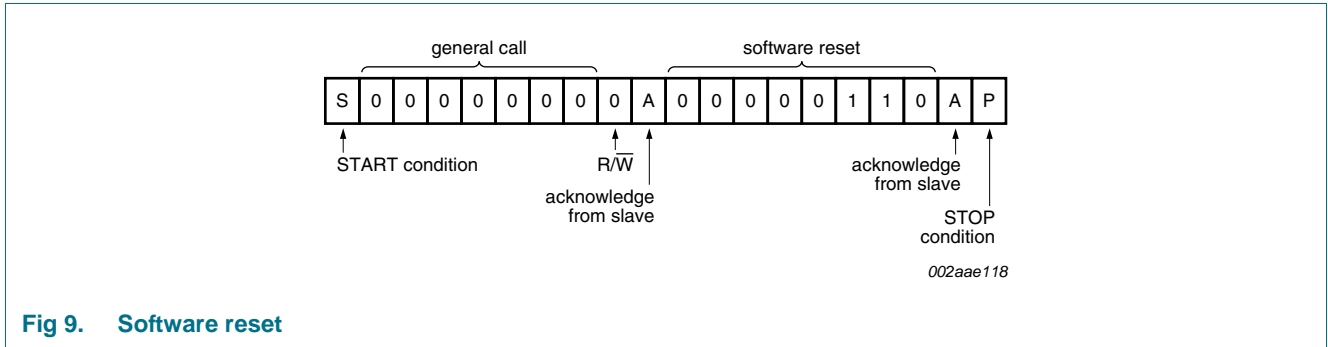 general call software reset
S 0 0 0 0 0 0 0 0 A 0 0 0 0 0 1 1 0 A P
START condition
R/W̅
acknowledge
from slave
acknowledge
from slave
STOP
condition
002aae118
Fig 9. Software reset